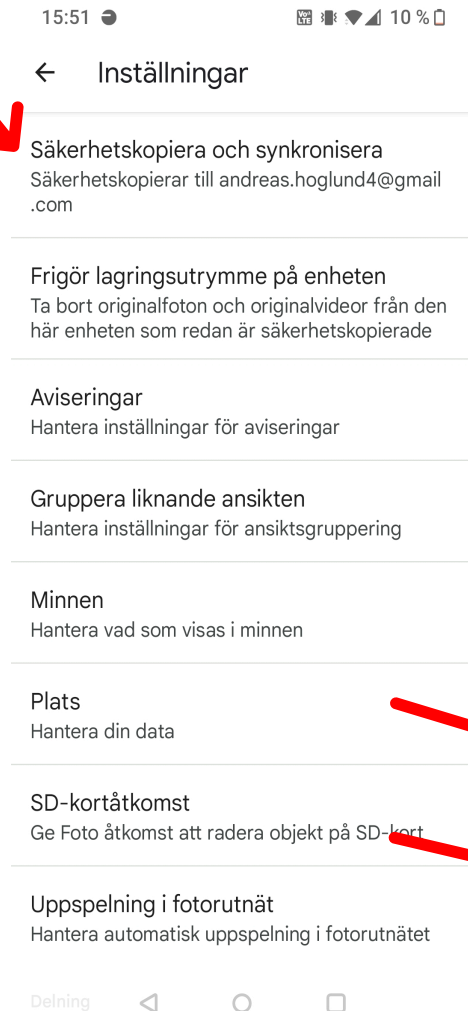 15:51 Vo) LTE 10 %
Inställningar
Säkerhetskopiera och synkronisera
Säkerhetskopierar till andreas.hoglund4@gmail
.com
Frigör lagringsutrymme på enheten
Ta bort originalfoton och originalvideor från den
här enheten som redan är säkerhetskopierade
Aviseringar
Hantera inställningar för aviseringar
Gruppera liknande ansikten
Hantera inställningar för ansiktsgruppering
Minnen
Hantera vad som visas i minnen
Plats
Hantera din data
SD-kortåtkomst
Ge Foto åtkomst att radera objekt på SD-kort
Uppspelning i fotorutnät
Hantera automatisk uppspelning i fotorutnätet
Delning